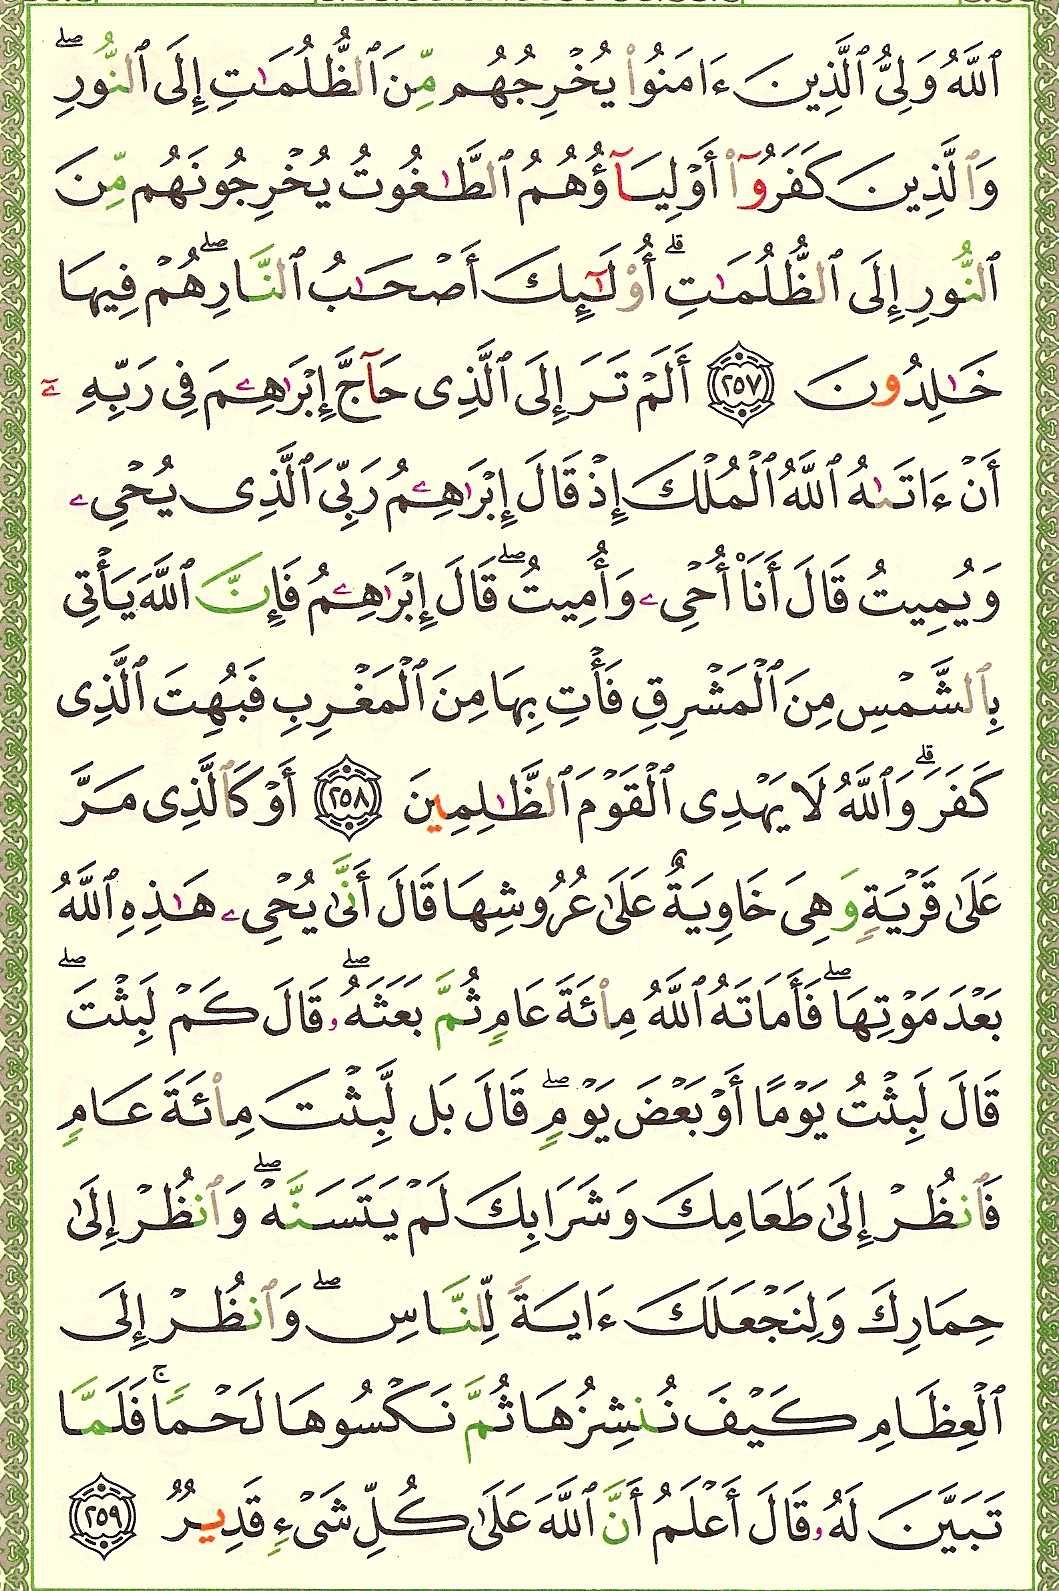 ٱللَّهُ وَلِىُّ ٱلَّذِينَ ءَامَنُوا۟ يُخْرِجُهُم مِّنَ ٱلظُّلُمَـٰتِ إِلَى ٱلنُّورِ ۖ
وَٱلَّذِينَ كَفَرُوٓا۟ أَوْلِيَآؤُهُمُ ٱلطَّـٰغُوتُ يُخْرِجُونَهُم مِّنَ
ٱلنُّورِ إِلَى ٱلظُّلُمَـٰتِ ۗ أُو۟لَـٰٓئِكَ أَصْحَـٰبُ ٱلنَّارِ ۖ هُمْ فِيهَا
خَـٰلِدُونَ ٢٥٧ أَلَمْ تَرَ إِلَى ٱلَّذِى حَآجَّ إِبْرَٰهِـۧمَ فِى رَبِّهِۦٓ
أَنْ ءَاتَىٰهُ ٱللَّهُ ٱلْمُلْكَ إِذْ قَالَ إِبْرَٰهِـۧمُ رَبِّىَ ٱلَّذِى يُحْىِۦ
وَيُمِيتُ قَالَ أَنَا۠ أُحْىِۦ وَأُمِيتُ ۖ قَالَ إِبْرَٰهِـۧمُ فَإِنَّ ٱللَّهَ يَأْتِى
بِٱلشَّمْسِ مِنَ ٱلْمَشْرِقِ فَأْتِ بِهَا مِنَ ٱلْمَغْرِبِ فَبُهِتَ ٱلَّذِى
كَفَرَ ۗ وَٱللَّهُ لَا يَهْدِى ٱلْقَوْمَ ٱلظَّـٰلِمِينَ ٢٥٨ أَوْ كَٱلَّذِى مَرَّ
عَلَىٰ قَرْيَةٍ وَهِىَ خَاوِيَةٌ عَلَىٰ عُرُوشِهَا قَالَ أَنَّىٰ يُحْىِۦ هَـٰذِهِ ٱللَّهُ
بَعْدَ مَوْتِهَا ۖ فَأَمَاتَهُ ٱللَّهُ مِا۟ئَةَ عَامٍ ثُمَّ بَعَثَهُۥ ۖ قَالَ كَمْ لَبِثْتَ ۖ
قَالَ لَبِثْتُ يَوْمًا أَوْ بَعْضَ يَوْمٍ ۖ قَالَ بَل لَّبِثْتَ مِا۟ئَةَ عَامٍ
فَٱنظُرْ إِلَىٰ طَعَامِكَ وَشَرَابِكَ لَمْ يَتَسَنَّهْ ۖ وَٱنظُرْ إِلَىٰ
حِمَارِكَ وَلِنَجْعَلَكَ ءَايَةً لِّلنَّاسِ ۖ وَٱنظُرْ إِلَى
ٱلْعِظَامِ كَيْفَ نُنشِزُهَا ثُمَّ نَكْسُوهَا لَحْمًا ۚ فَلَمَّا
تَبَيَّنَ لَهُۥ قَالَ أَعْلَمُ أَنَّ ٱللَّهَ عَلَىٰ كُلِّ شَىْءٍ قَدِيرٌ ٢٥٩